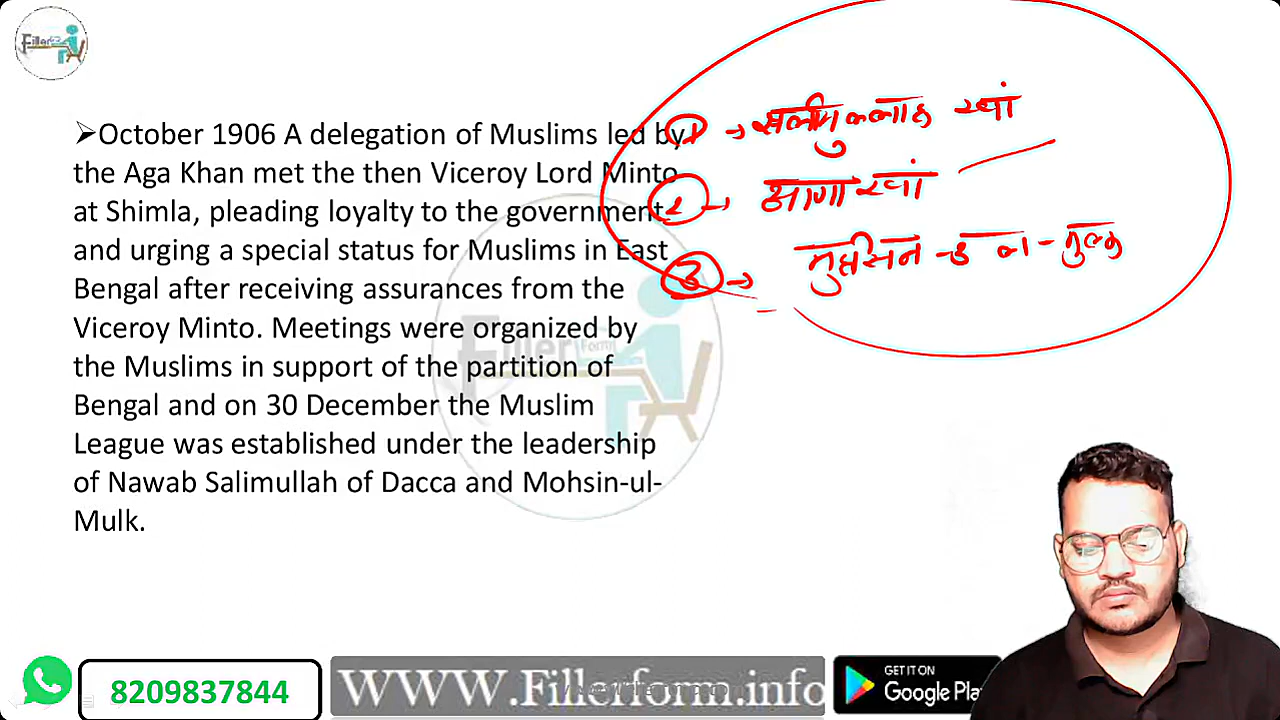 Fillerform
➢October 1906 A delegation of Muslims led by
the Aga Khan met the then Viceroy Lord Minto
at Shimla, pleading loyalty to the government
and urging a special status for Muslims in East
Bengal after receiving assurances from the
Viceroy Minto. Meetings were organized by
the Muslims in support of the partition of
Bengal and on 30 December the Muslim
League was established under the leadership
of Nawab Salimullah of Dacca and Mohsin-ul-
Mulk.
1 → सलीमुल्लाह खां
2 → आगा खां
3 → मुहसिन-उल-मुल्क
Filler Form
8209837844
WWW.Fillerform.info
GET IT ON
Google Pla